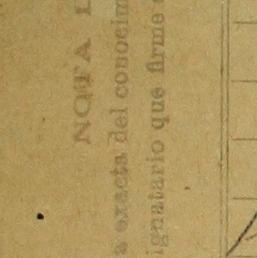 NOTA D
a exacta del conocim
ignatario que firme